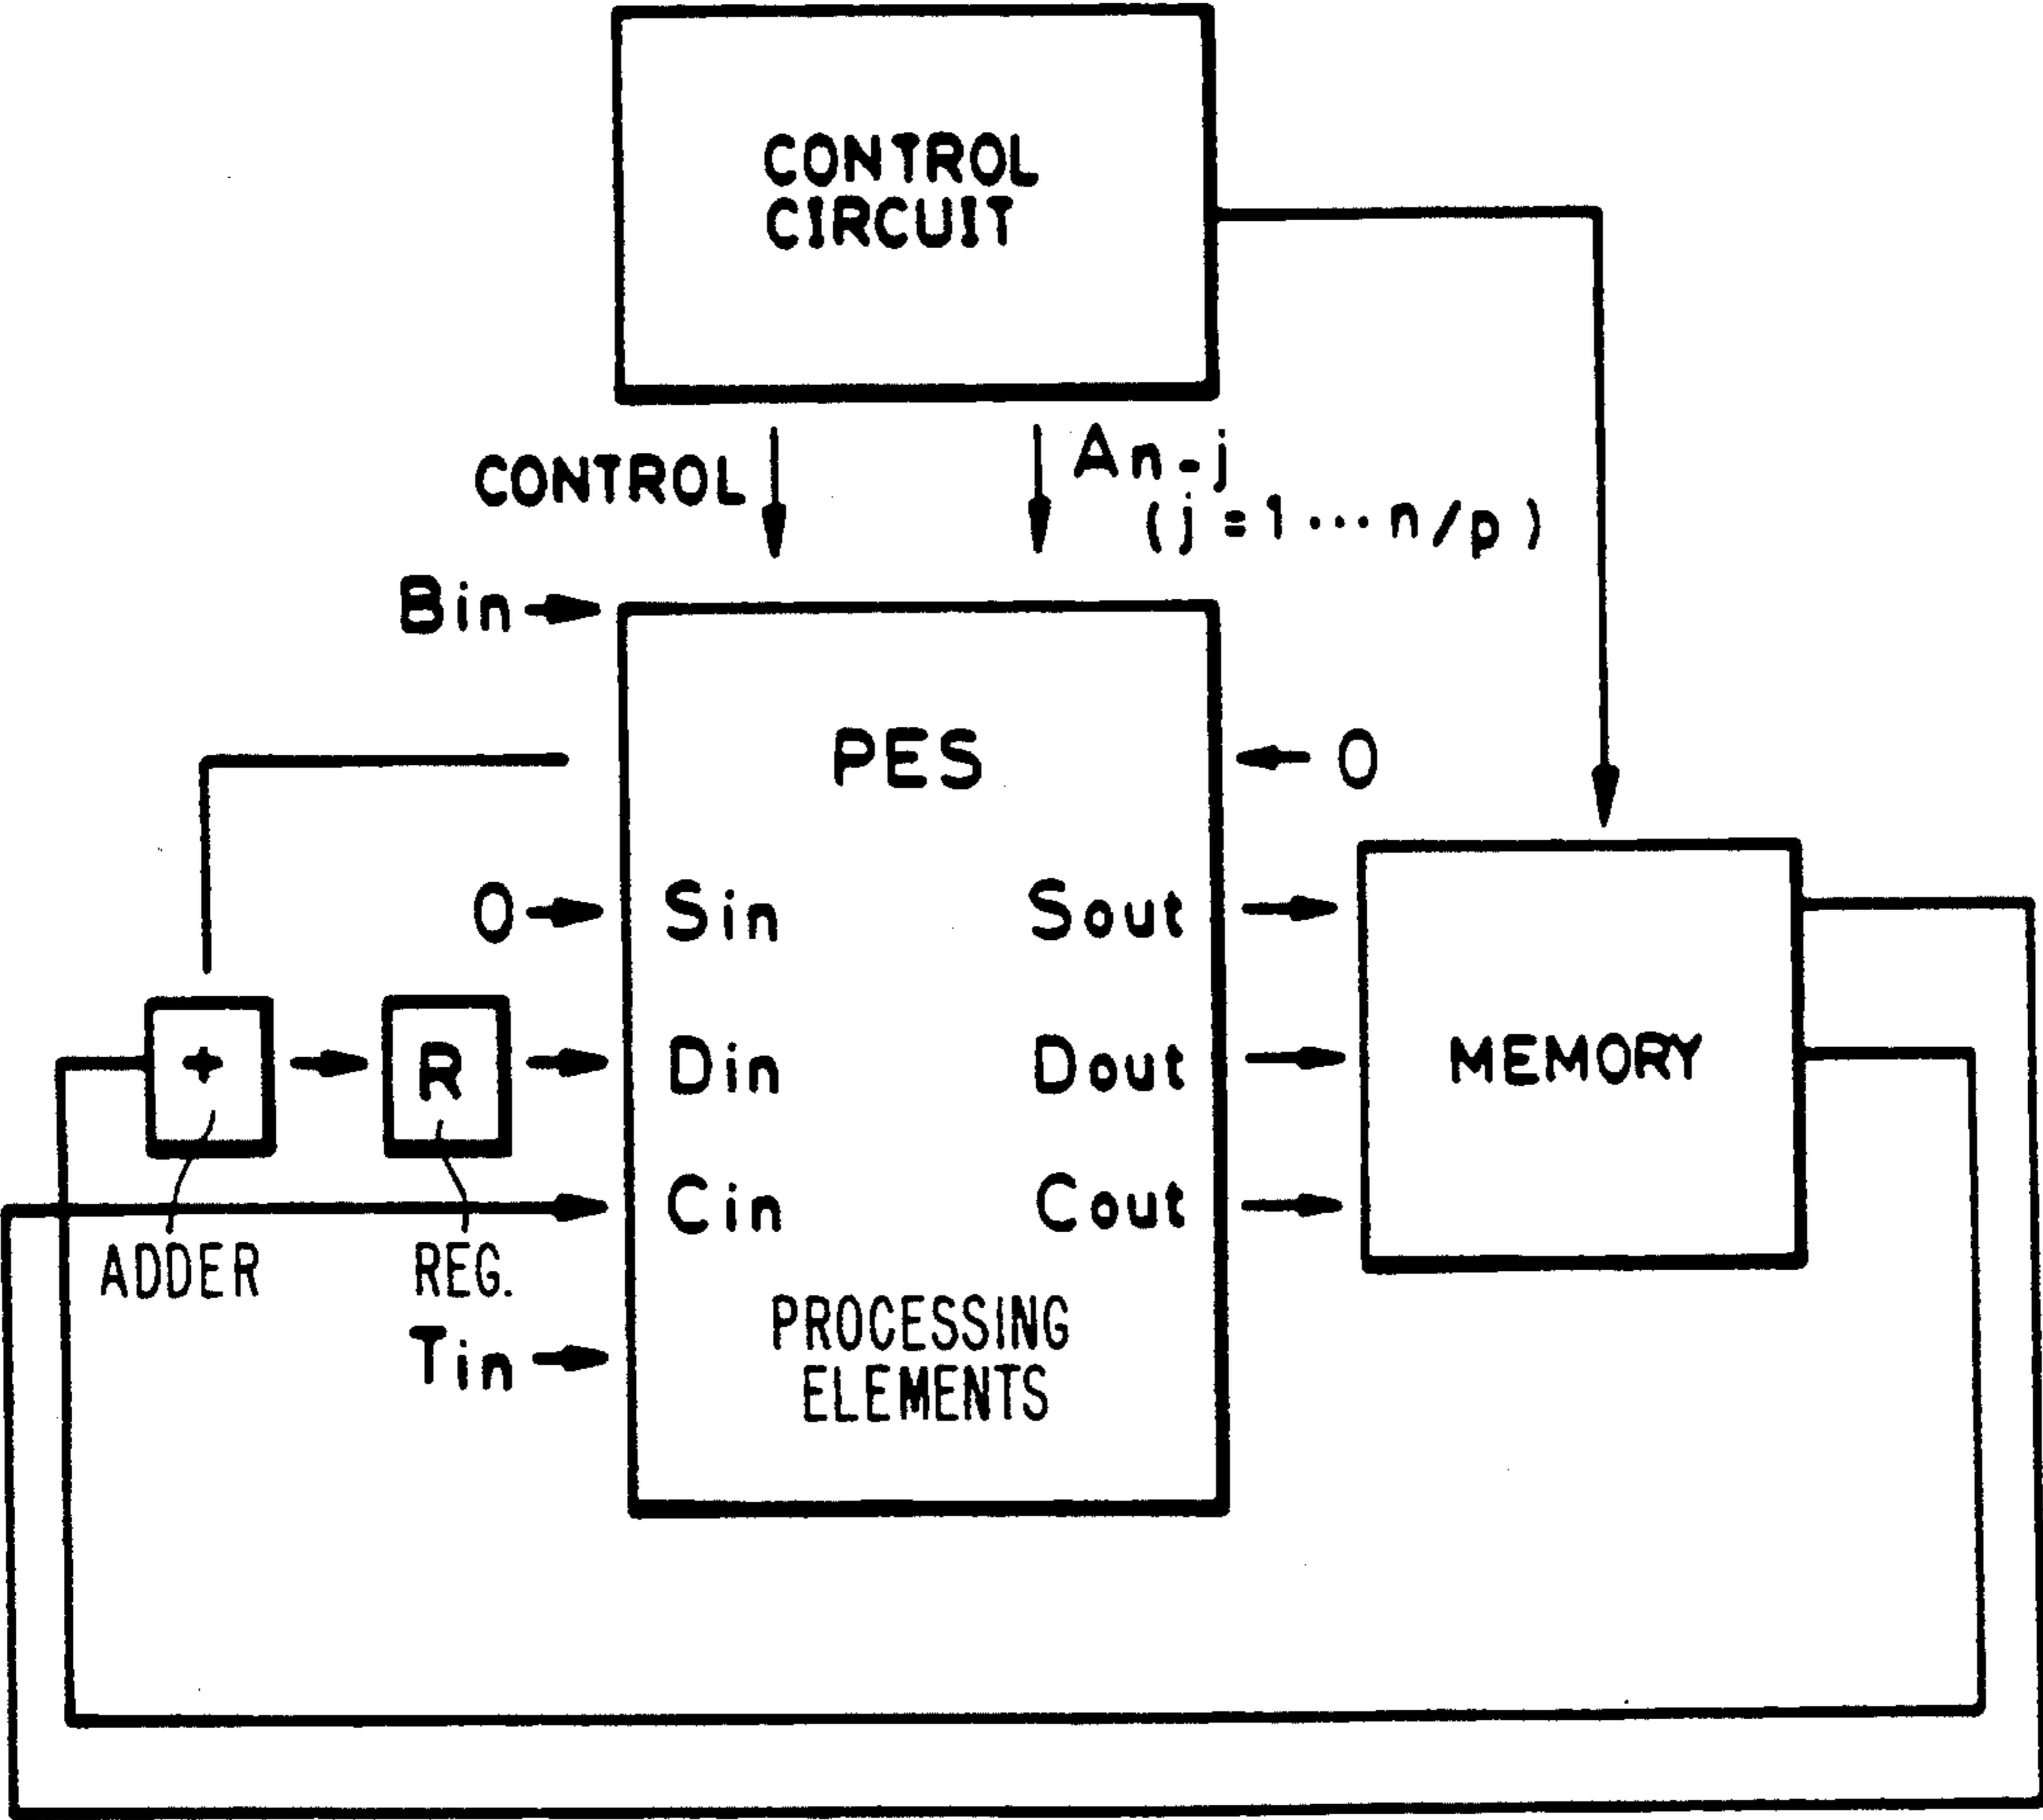 CONTROL
CIRCUIT
CONTROL
An-j
(j=1...n/p)
Bin
PES
0
0
Sin
Sout
+
R
Din
Dout
MEMORY
Cin
Cout
ADDER
REG.
Tin
PROCESSING
ELEMENTS